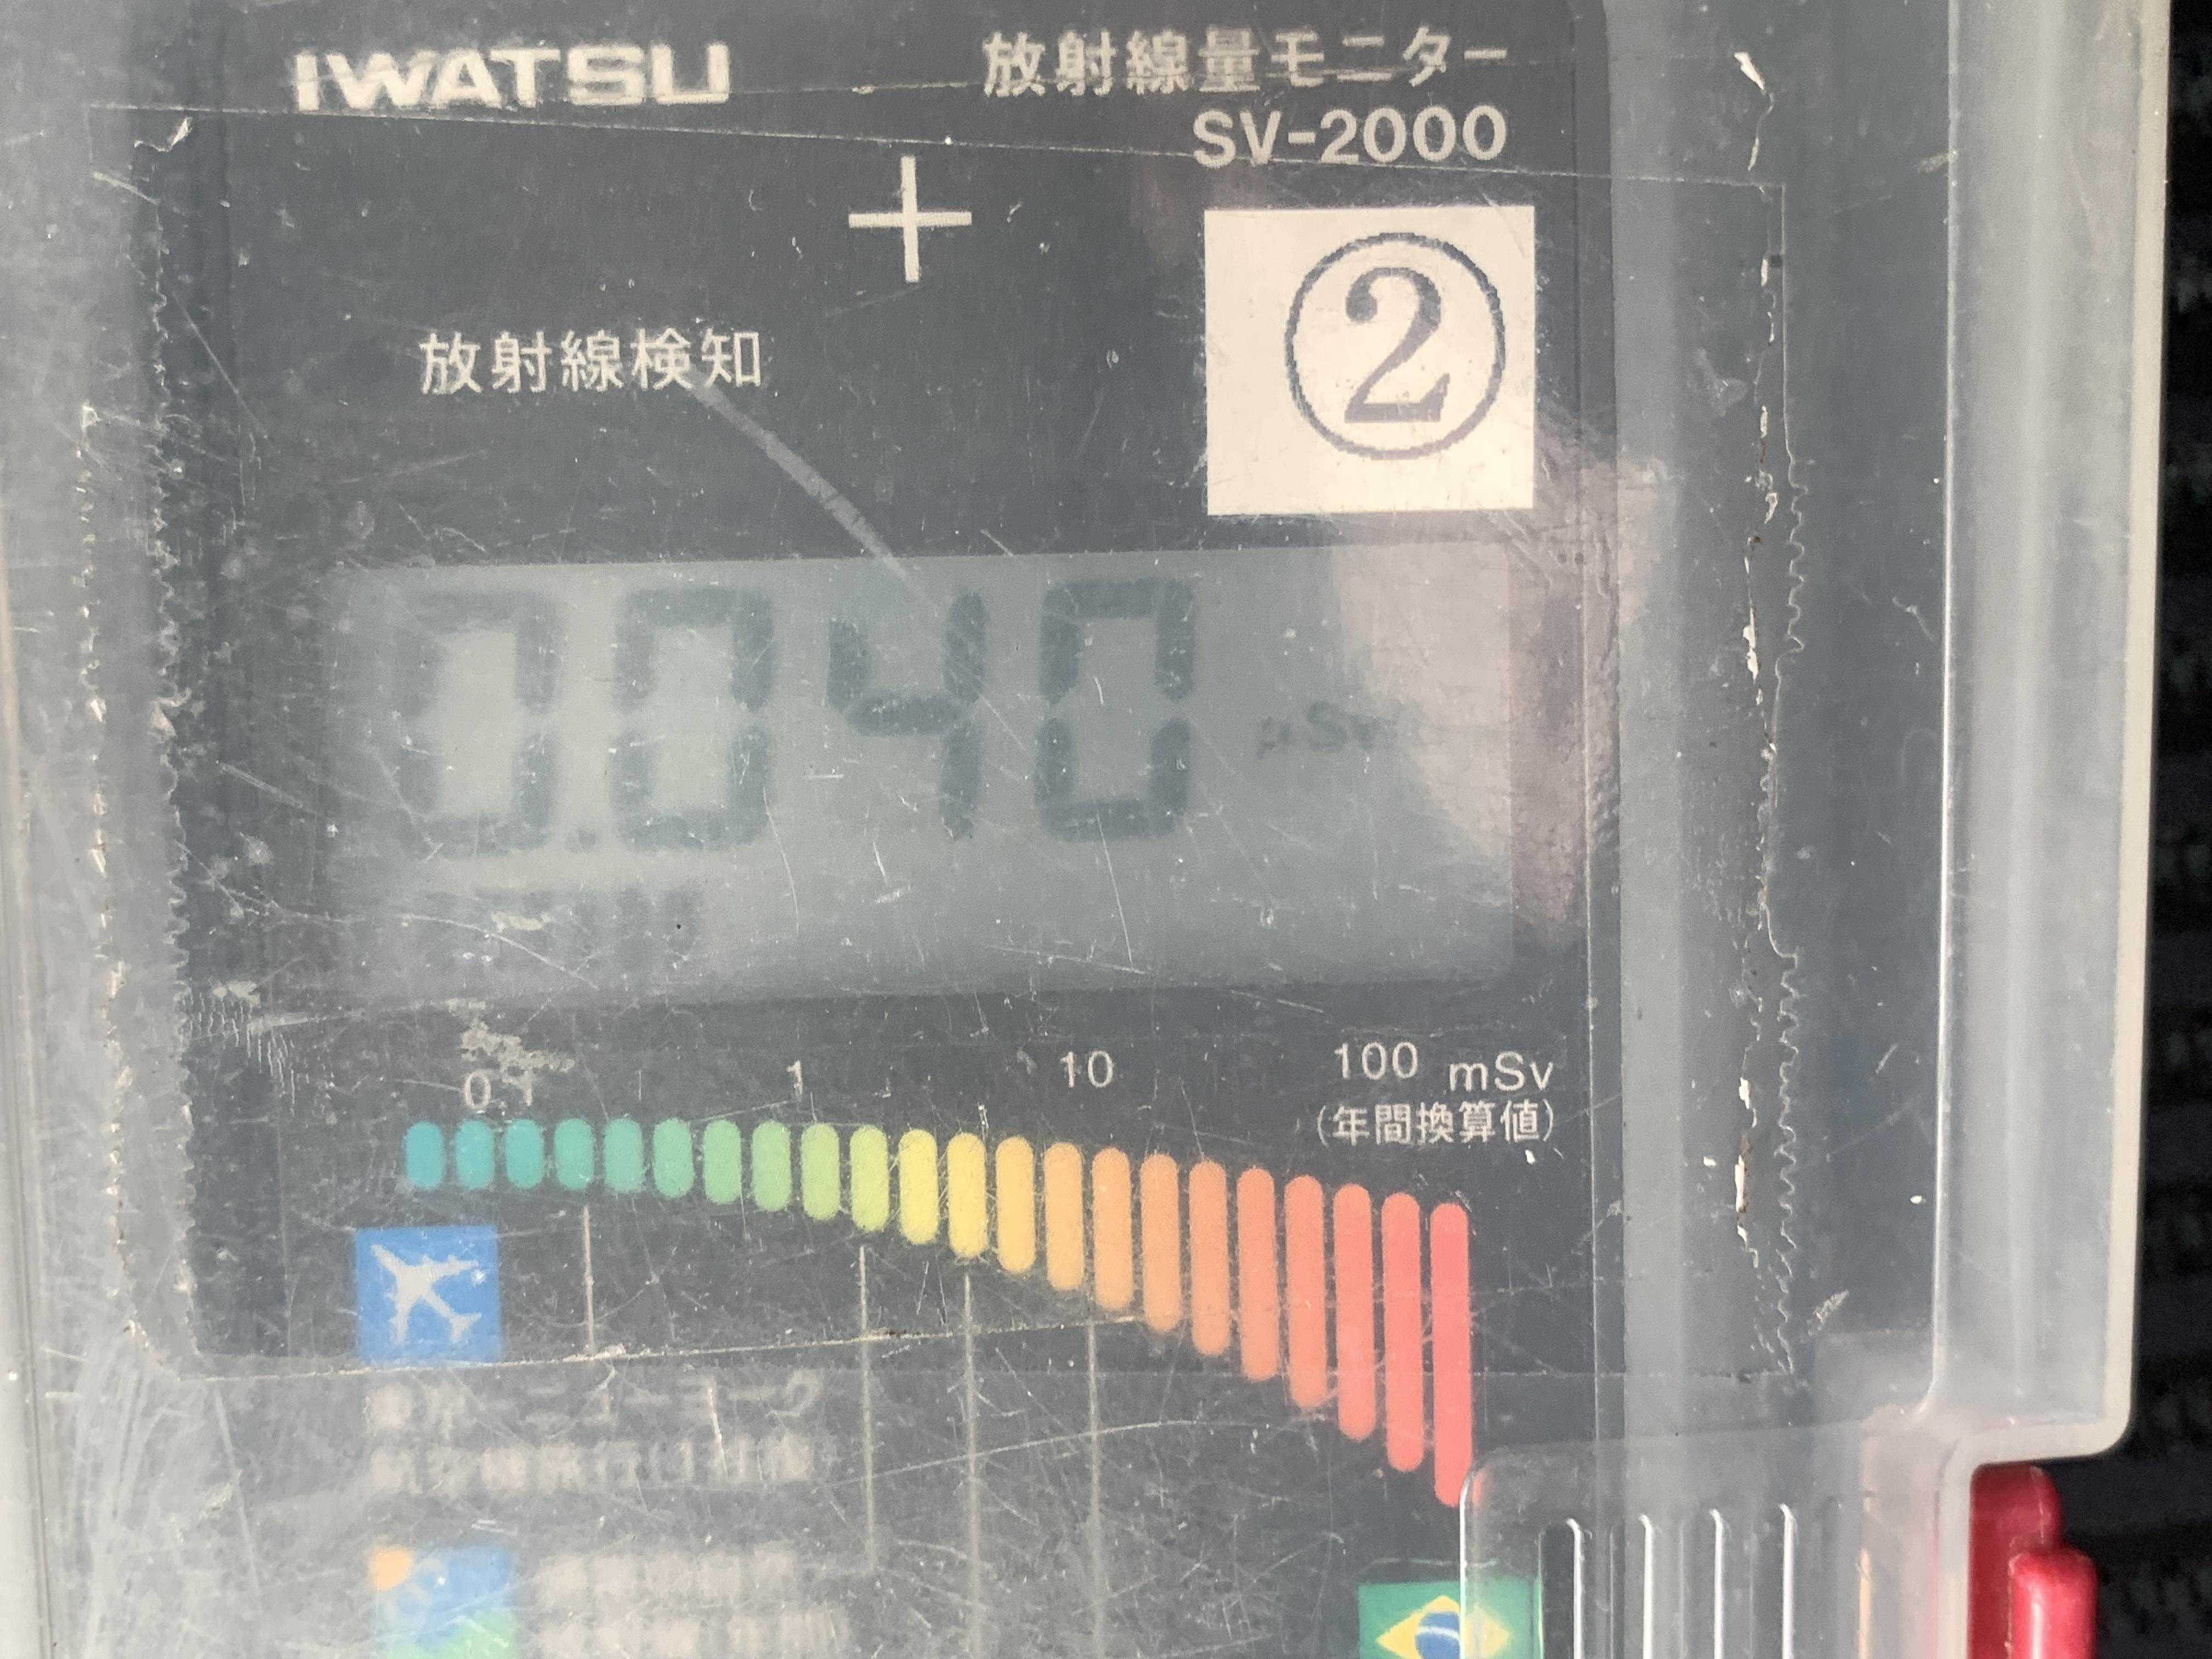 IWATSU
放射線量モニター
SV-2000
②
放射線検知
0.040 μSv
0.1 1 10 100 mSv
(年間換算値)